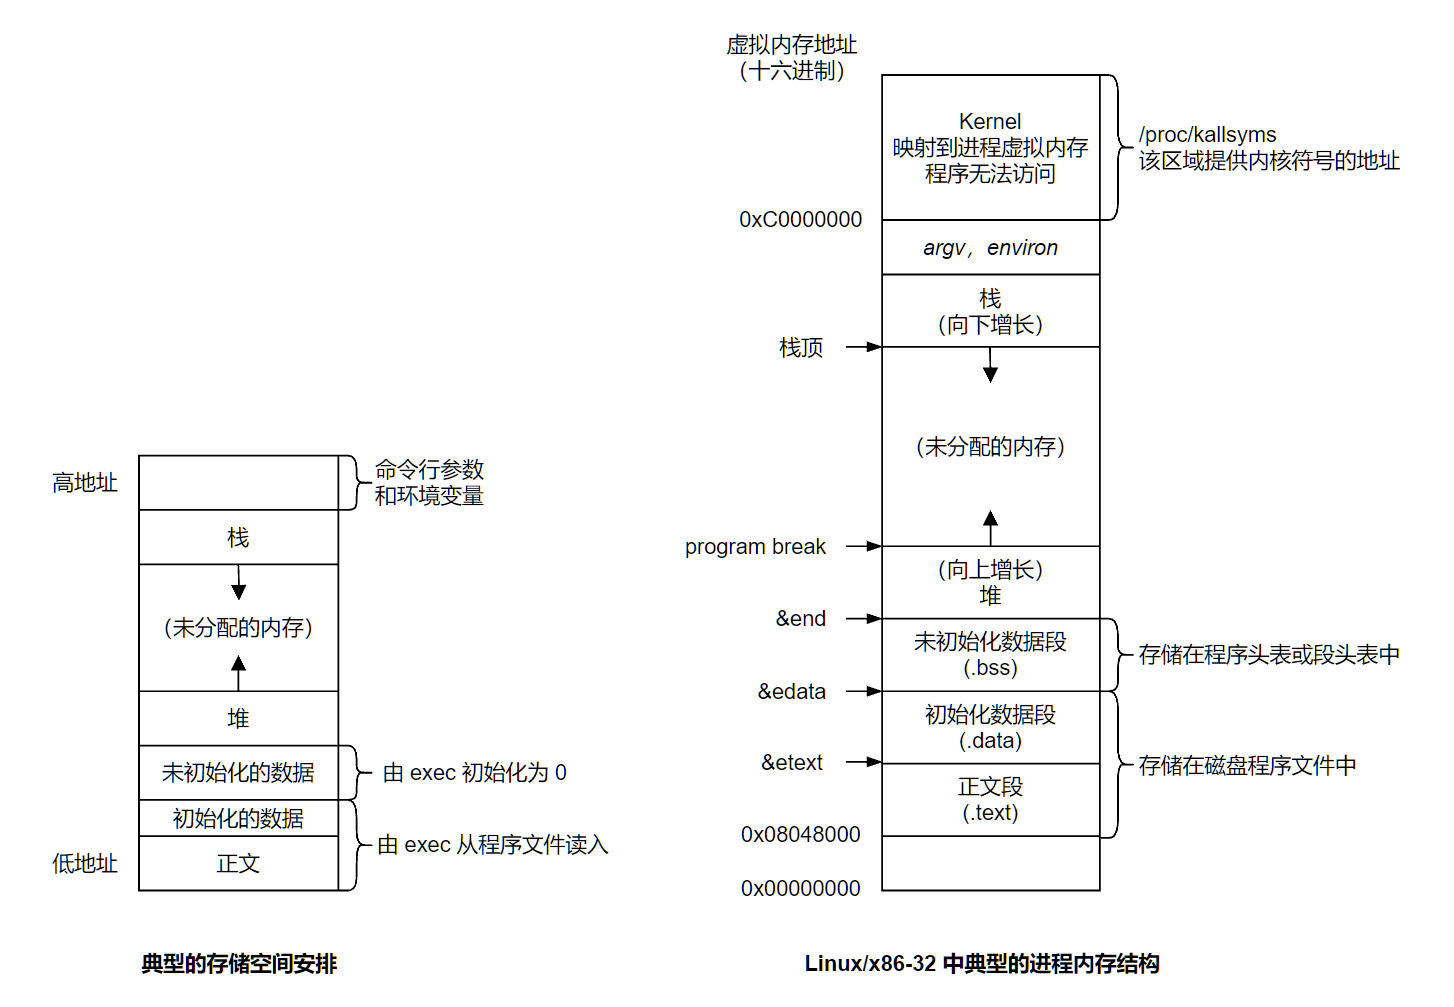 高地址
命令行参数
和环境变量
栈
（未分配的内存）
堆
未初始化的数据
由 exec 初始化为 0
初始化的数据
由 exec 从程序文件读入
低地址
正文
典型的存储空间安排
虚拟内存地址
（十六进制）
Kernel
映射到进程虚拟内存
程序无法访问
/proc/kallsyms
该区域提供内核符号的地址
0xC0000000
argv，environ
栈
（向下增长）
栈顶
（未分配的内存）
program break
（向上增长）
堆
&end
未初始化数据段
(.bss)
存储在程序头表或段头表中
&edata
初始化数据段
(.data)
&etext
存储在磁盘程序文件中
正文段
(.text)
0x08048000
0x00000000
Linux/x86-32 中典型的进程内存结构